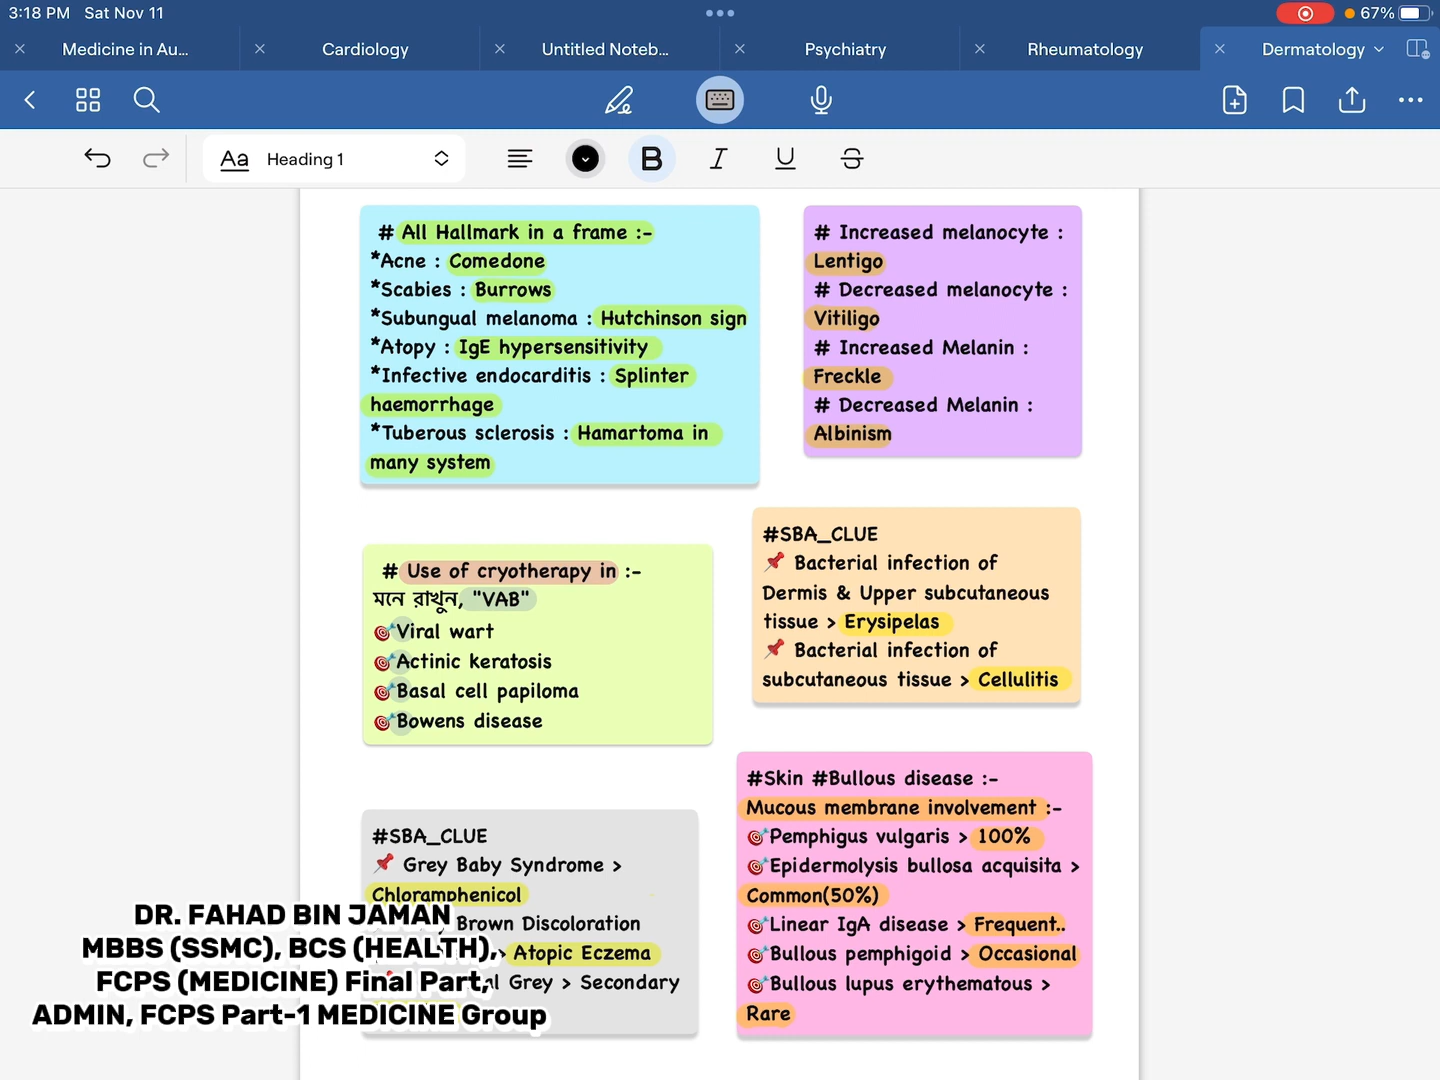 3:18 PM Sat Nov 11
67%
Medicine in Au...
Cardiology
Untitled Noteb...
Psychiatry
Rheumatology
Dermatology
Aa Heading 1
B I U S
# All Hallmark in a frame :-
*Acne : Comedone
*Scabies : Burrows
*Subungual melanoma : Hutchinson sign
*Atopy : IgE hypersensitivity
*Infective endocarditis : Splinter
haemorrhage
*Tuberous sclerosis : Hamartoma in
many system
# Increased melanocyte :
Lentigo
# Decreased melanocyte :
Vitiligo
# Increased Melanin :
Freckle
# Decreased Melanin :
Albinism
# Use of cryotherapy in :-
মনে রাখুন, "VAB"
🎯Viral wart
🎯Actinic keratosis
🎯Basal cell papiloma
🎯Bowens disease
#SBA_CLUE
📌 Bacterial infection of
Dermis & Upper subcutaneous
tissue > Erysipelas
📌 Bacterial infection of
subcutaneous tissue > Cellulitis
#SBA_CLUE
📌 Grey Baby Syndrome >
Chloramphenicol
Brown Discoloration
> Atopic Eczema
Grey > Secondary
#Skin #Bullous disease :-
Mucous membrane involvement :-
🎯Pemphigus vulgaris > 100%
🎯Epidermolysis bullosa acquisita >
Common(50%)
🎯Linear IgA disease > Frequent..
🎯Bullous pemphigoid > Occasional
🎯Bullous lupus erythematous >
Rare
DR. FAHAD BIN JAMAN
MBBS (SSMC), BCS (HEALTH),
FCPS (MEDICINE) Final Part,
ADMIN, FCPS Part-1 MEDICINE Group